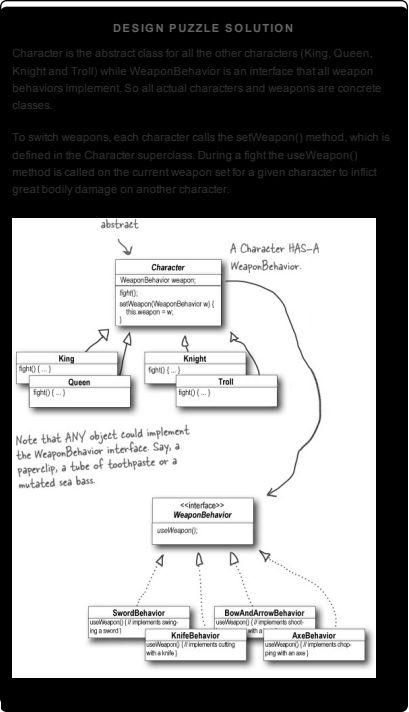 DESIGN PUZZLE SOLUTION
Character is the abstract class for all the other characters (King, Queen,
Knight and Troll) while WeaponBehavior is an interface that all weapon
behaviors implement. So all actual characters and weapons are concrete
classes.
To switch weapons, each character calls the setWeapon() method, which is
defined in the Character superclass. During a fight the useWeapon()
method is called on the current weapon set for a given character to inflict
great bodily damage on another character.
abstract
A Character HAS-A
WeaponBehavior.
Character
WeaponBehavior weapon;
fight();
setWeapon(WeaponBehavior w) {
this.weapon = w;
}
King
fight() { ... }
Queen
fight() { ... }
Knight
fight() { ... }
Troll
fight() { ... }
Note that ANY object could implement
the WeaponBehavior interface. Say, a
paperclip, a tube of toothpaste or a
mutated sea bass.
<<interface>>
WeaponBehavior
useWeapon();
SwordBehavior
useWeapon() { // implements swing-
ing a sword }
KnifeBehavior
useWeapon() { // implements cutting
with a knife }
BowAndArrowBehavior
useWeapon() { // implements shoot-
with a
AxeBehavior
useWeapon() { // implements chop-
ping with an axe }